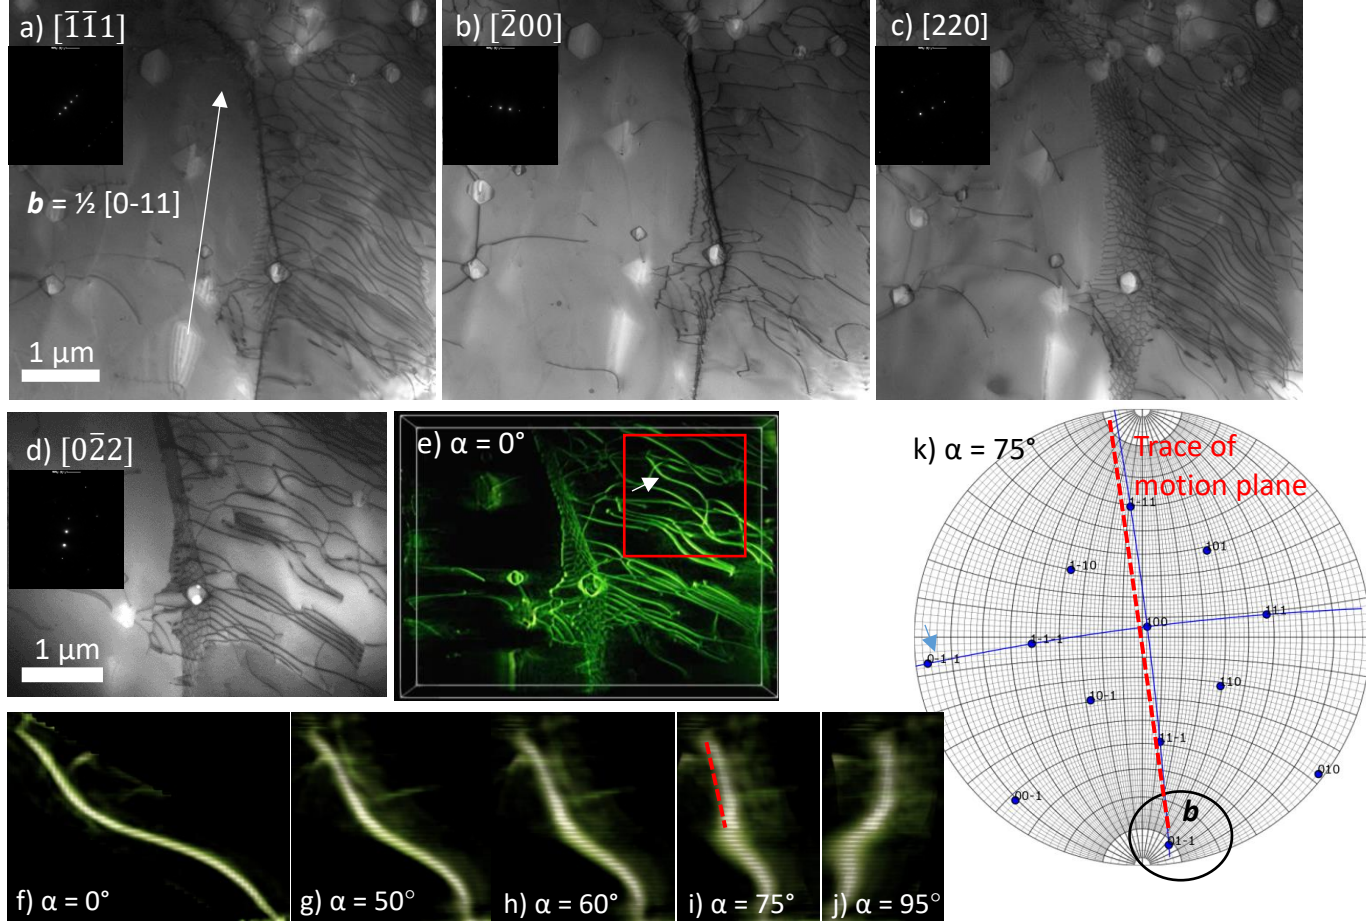 a) [1̅1̅1]
b) [2̅00]
c) [220]
b = ½ [0-11]
1 μm
d) [02̅2]
1 μm
e) α = 0°
k) α = 75°
Trace of
motion plane
1-11
101
1-10
100
111
1-1-1
0-1-1
110
10-1
11-1
010
00-1
b
01-1
f) α = 0°
g) α = 50°
h) α = 60°
i) α = 75°
j) α = 95°